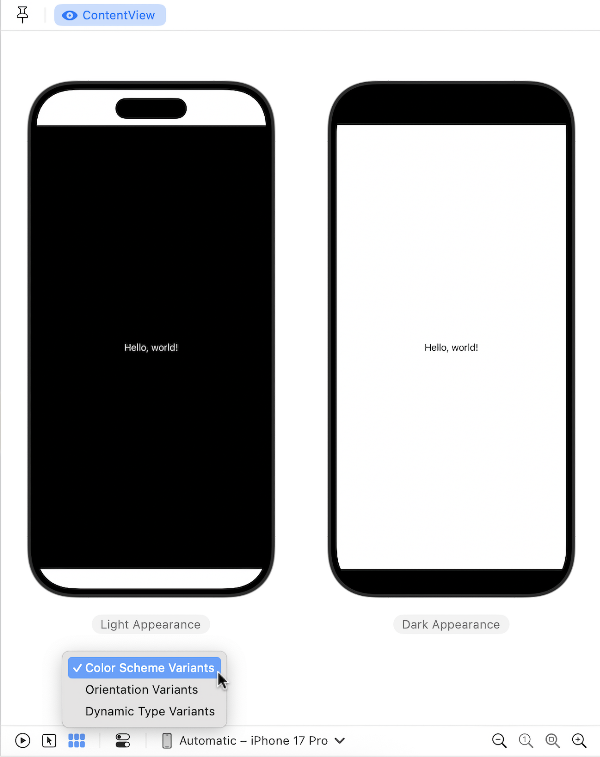 ContentView
Hello, world!
Hello, world!
Light Appearance
Dark Appearance
✓ Color Scheme Variants
Orientation Variants
Dynamic Type Variants
Automatic – iPhone 17 Pro